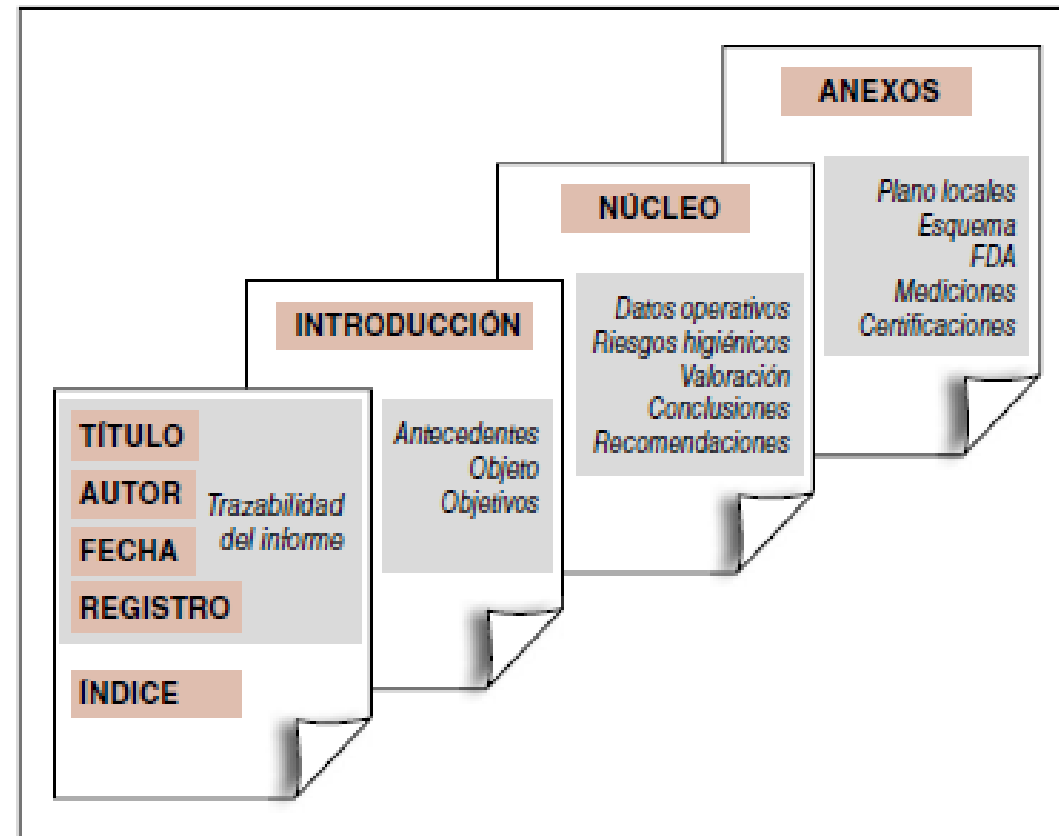 TÍTULO
AUTOR
FECHA
REGISTRO
Trazabilidad
del informe
ÍNDICE
INTRODUCCIÓN
Antecedentes
Objeto
Objetivos
NÚCLEO
Datos operativos
Riesgos higiénicos
Valoración
Conclusiones
Recomendaciones
ANEXOS
Plano locales
Esquema
FDA
Mediciones
Certificaciones